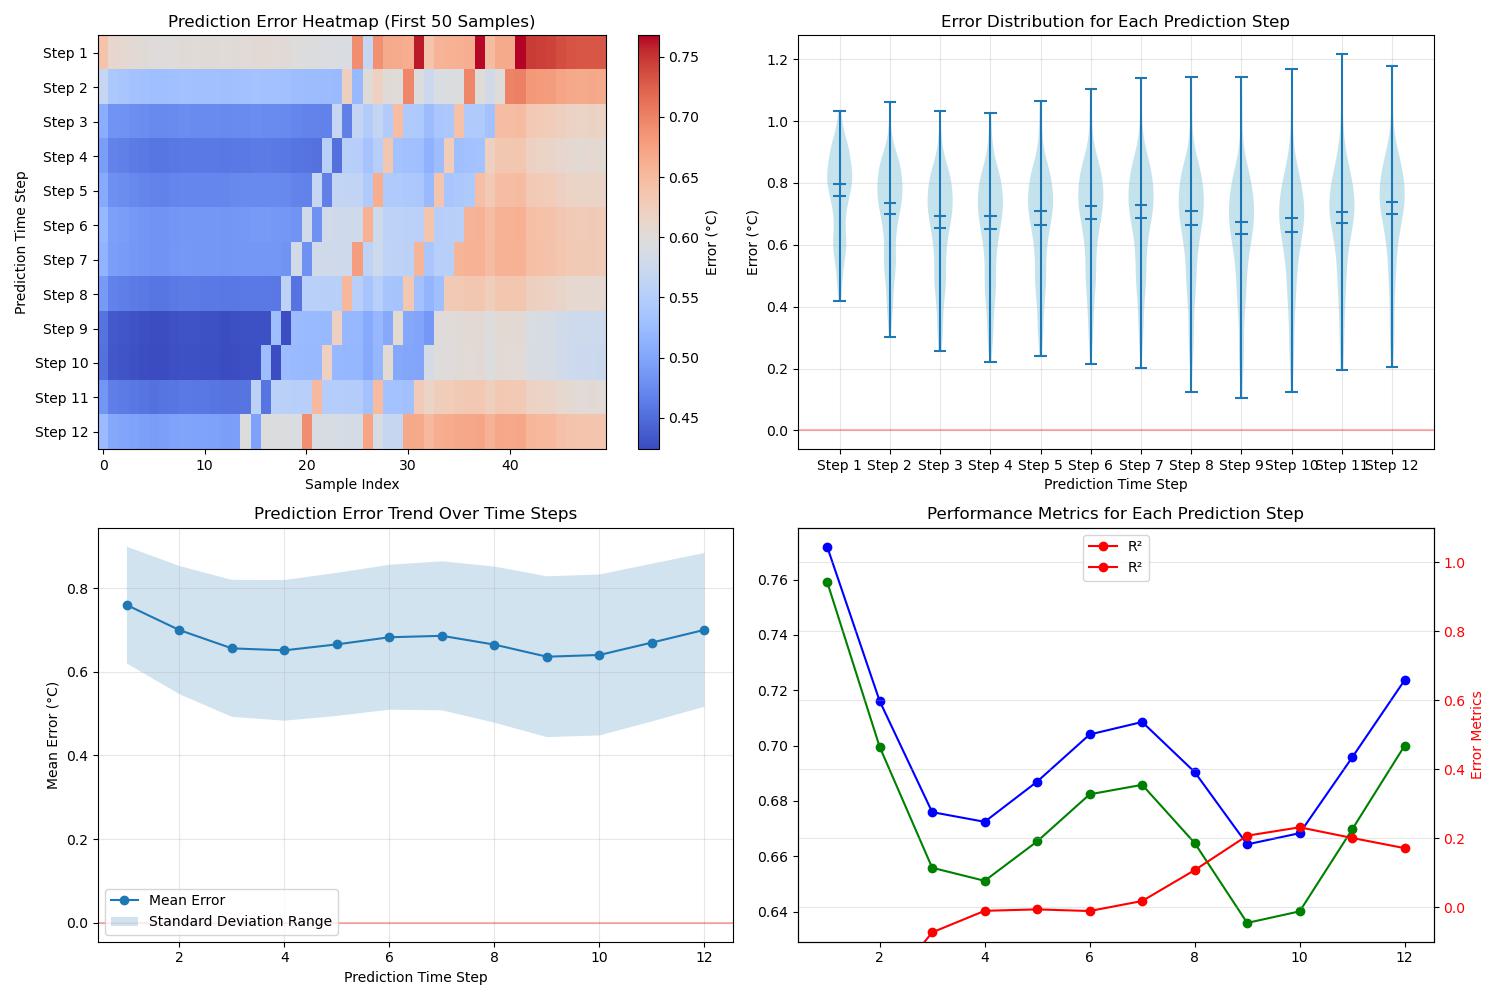 Prediction Error Heatmap (First 50 Samples)
Prediction Time Step
Step 1
Step 2
Step 3
Step 4
Step 5
Step 6
Step 7
Step 8
Step 9
Step 10
Step 11
Step 12
0 10 20 30 40
Sample Index
0.75
0.70
0.65
0.60
0.55
0.50
0.45
Error (°C)
Error Distribution for Each Prediction Step
Error (°C)
1.2
1.0
0.8
0.6
0.4
0.2
0.0
Step 1 Step 2 Step 3 Step 4 Step 5 Step 6 Step 7 Step 8 Step 9 Step 10 Step 11 Step 12
Prediction Time Step
Prediction Error Trend Over Time Steps
Mean Error (°C)
0.8
0.6
0.4
0.2
0.0
Mean Error
Standard Deviation Range
2 4 6 8 10 12
Prediction Time Step
Performance Metrics for Each Prediction Step
0.76
0.74
0.72
0.70
0.68
0.66
0.64
R²
R²
1.0
0.8
0.6
0.4
0.2
0.0
Error Metrics
2 4 6 8 10 12